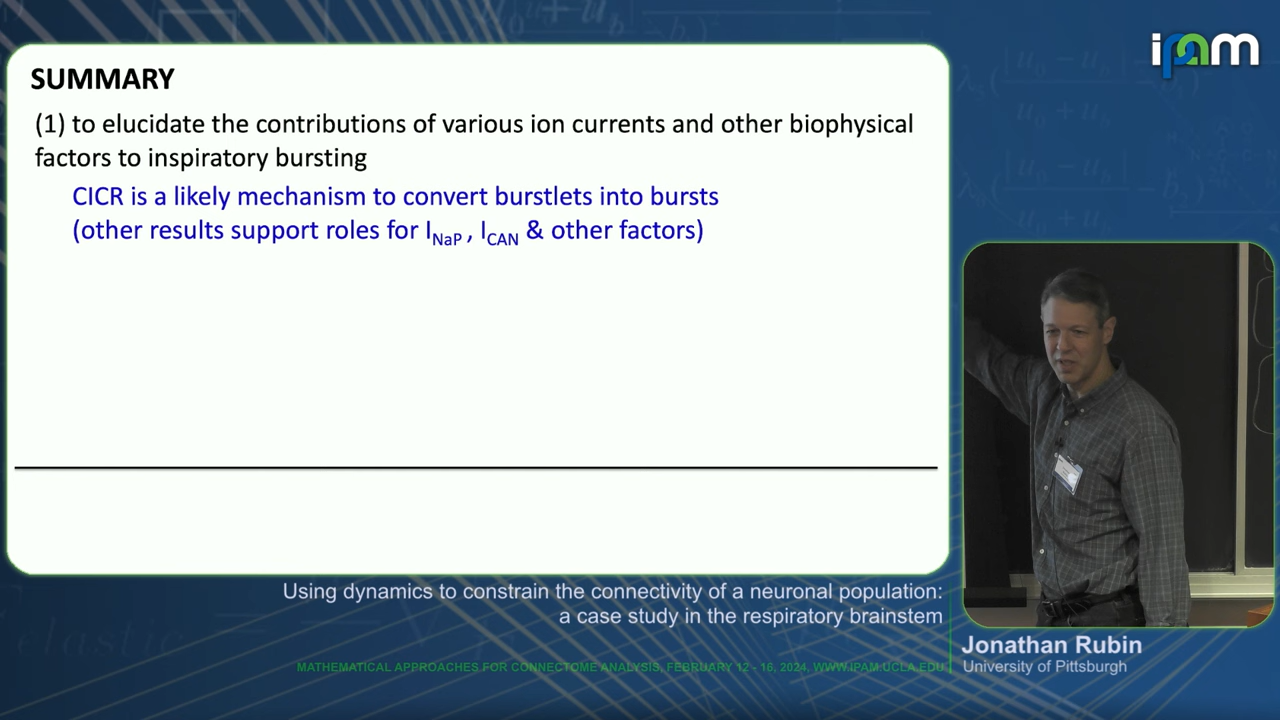 ipam
SUMMARY
(1) to elucidate the contributions of various ion currents and other biophysical
factors to inspiratory bursting
CICR is a likely mechanism to convert burstlets into bursts
(other results support roles for I_NaP , I_CAN & other factors)
Using dynamics to constrain the connectivity of a neuronal population:
a case study in the respiratory brainstem
Jonathan Rubin
University of Pittsburgh
MATHEMATICAL APPROACHES FOR CONNECTOME ANALYSIS, FEBRUARY 12 - 16, 2024, WWW.IPAM.UCLA.EDU
elastic